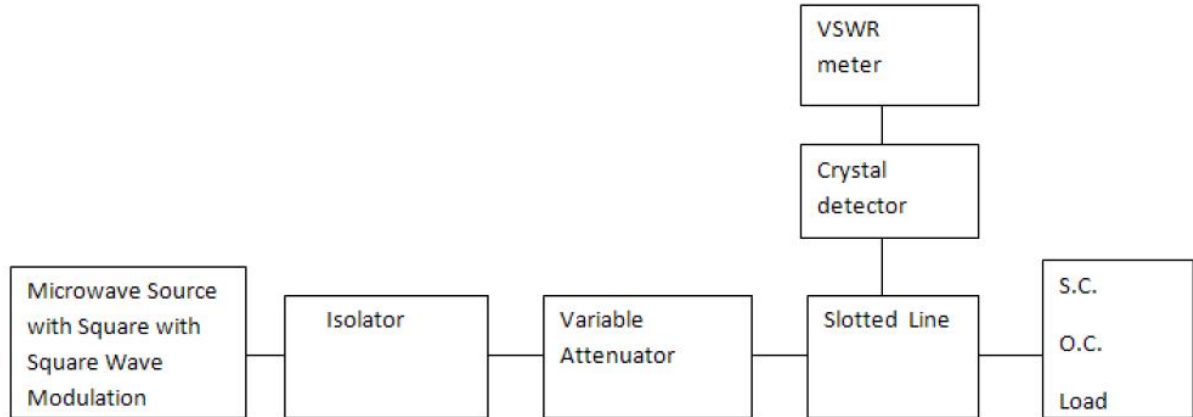 VSWR
meter
Crystal
detector
Microwave Source
with Square with
Square Wave
Modulation
Isolator
Variable
Attenuator
Slotted Line
S.C.
O.C.
Load